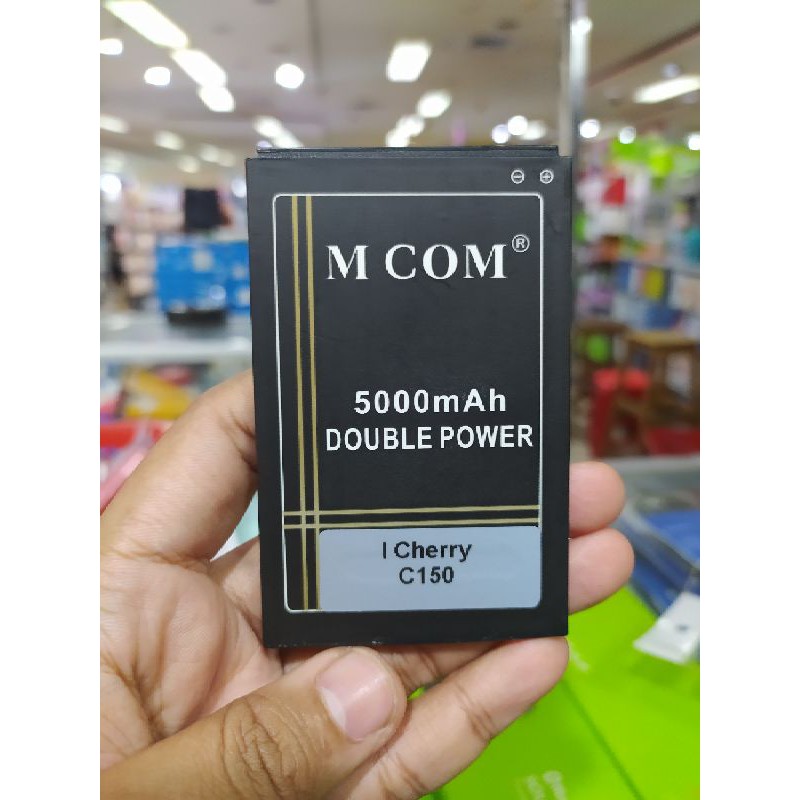 M COM®
5000mAh
DOUBLE POWER
I Cherry
C150